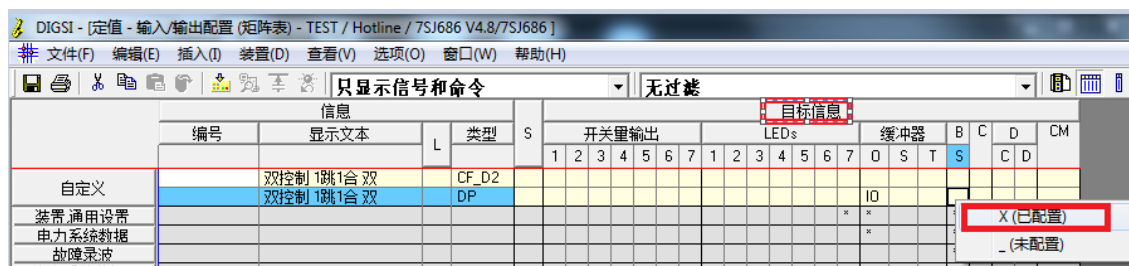 DIGSI - [定值 - 输入/输出配置 (矩阵表) - TEST / Hotline / 7SJ686 V4.8/7SJ686 ]
文件(F) 编辑(E) 插入(I) 装置(D) 查看(V) 选项(O) 窗口(W) 帮助(H)
只显示信号和命令 无过滤
信息 目标信息
编号 显示文本 L 类型 S 开关量输出 LEDs 缓冲器 B C D CM
1 2 3 4 5 6 7 1 2 3 4 5 6 7 O S T S C D
自定义 双控制 1跳1合 双 CF_D2
双控制 1跳1合 双 DP IO
装置,通用设置 * * *
X (已配置)
电力系统数据 *
_ (未配置)
故障录波